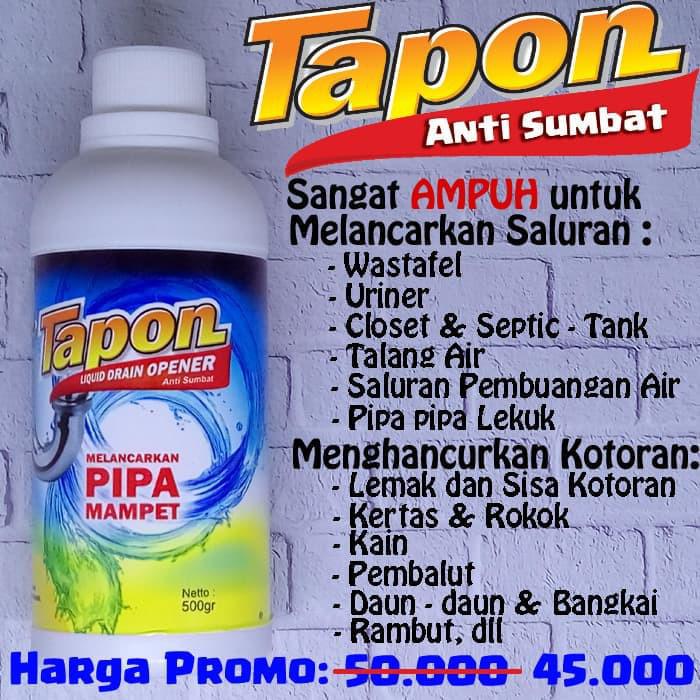 Tapon
Anti Sumbat
Sangat AMPUH untuk
Melancarkan Saluran :
- Wastafel
- Uriner
- Closet & Septic - Tank
- Talang Air
- Saluran Pembuangan Air
- Pipa pipa Lekuk
Menghancurkan Kotoran:
- Lemak dan Sisa Kotoran
- Kertas & Rokok
- Kain
- Pembalut
- Daun - daun & Bangkai
- Rambut, dll
Tapon
LIQUID DRAIN OPENER
Anti Sumbat
MELANCARKAN
PIPA
MAMPET
Netto :
500gr
Harga Promo: 50.000 45.000